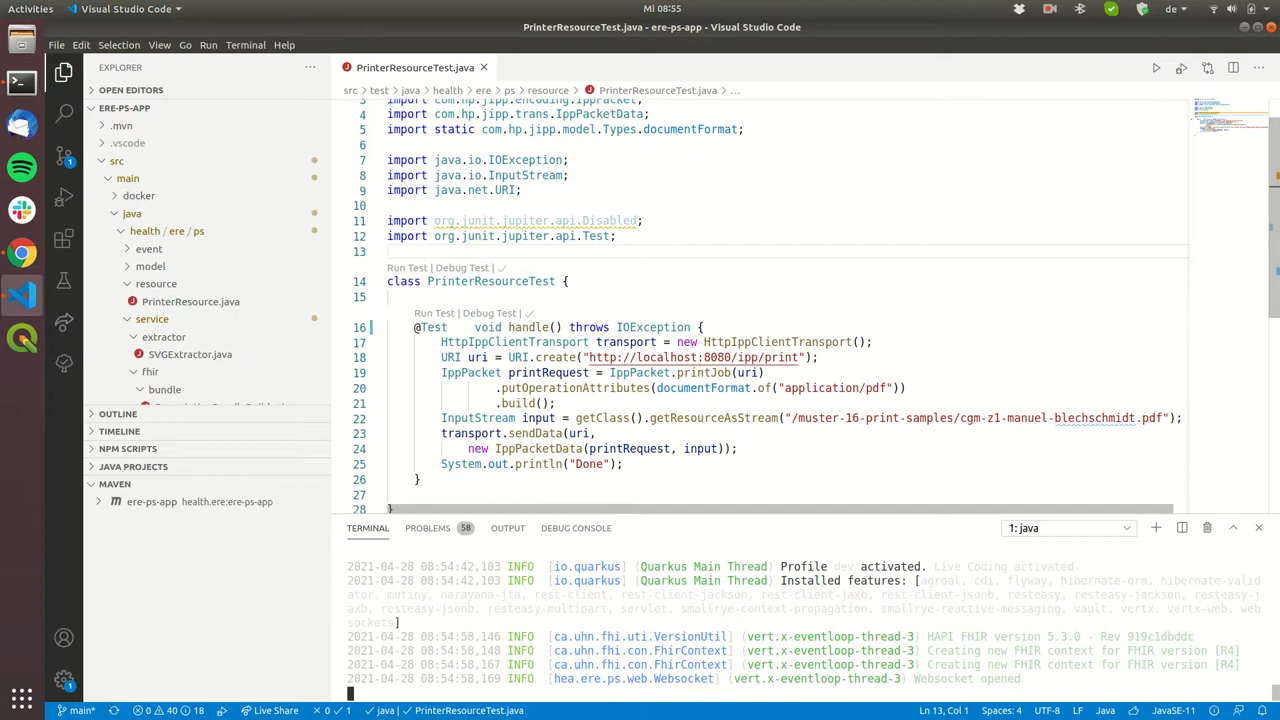 Activities
Visual Studio Code
Mi 08:55
de
PrinterResourceTest.java - ere-ps-app - Visual Studio Code
File Edit Selection View Go Run Terminal Help
EXPLORER
PrinterResourceTest.java
OPEN EDITORS
src > test > java > health > ere > ps > resource > PrinterResourceTest.java > ...
ERE-PS-APP
.mvn
.vscode
src
main
docker
java
health / ere / ps
event
model
resource
PrinterResource.java
service
extractor
SVGExtractor.java
fhir
bundle
OUTLINE
TIMELINE
NPM SCRIPTS
JAVA PROJECTS
MAVEN
ere-ps-app health.ere:ere-ps-app
3 import com.hp.jipp.encoding.IppPacket;
4 import com.hp.jipp.trans.IppPacketData;
5 import static com.hp.jipp.model.Types.documentFormat;
6
7 import java.io.IOException;
8 import java.io.InputStream;
9 import java.net.URI;
10
11 import org.junit.jupiter.api.Disabled;
12 import org.junit.jupiter.api.Test;
13
Run Test | Debug Test | ✓
14 class PrinterResourceTest {
15
Run Test | Debug Test | ✓
16 @Test    void handle() throws IOException {
17 HttpIppClientTransport transport = new HttpIppClientTransport();
18 URI uri = URI.create("http://localhost:8080/ipp/print");
19 IppPacket printRequest = IppPacket.printJob(uri)
20 .putOperationAttributes(documentFormat.of("application/pdf"))
21 .build();
22 InputStream input = getClass().getResourceAsStream("/muster-16-print-samples/cgm-z1-manuel-blechschmidt.pdf");
23 transport.sendData(uri,
24 new IppPacketData(printRequest, input));
25 System.out.println("Done");
26 }
27
28 }
TERMINAL PROBLEMS 58 OUTPUT DEBUG CONSOLE
1: java
2021-04-28 08:54:42,103 INFO [io.quarkus] (Quarkus Main Thread) Profile dev activated. Live Coding activated.
2021-04-28 08:54:42,103 INFO [io.quarkus] (Quarkus Main Thread) Installed features: [agroal, cdi, flyway, hibernate-orm, hibernate-valid
ator, mutiny, narayana-jta, rest-client, rest-client-jackson, rest-client-jaxb, rest-client-jsonb, resteasy, resteasy-jackson, resteasy-j
axb, resteasy-jsonb, resteasy-multipart, servlet, smallrye-context-propagation, smallrye-reactive-messaging, vault, vertx, vertx-web, web
sockets]
2021-04-28 08:54:58,146 INFO [ca.uhn.fhi.uti.VersionUtil] (vert.x-eventloop-thread-3) HAPI FHIR version 5.3.0 - Rev 919c1dbddc
2021-04-28 08:54:58,165 INFO [ca.uhn.fhi.con.FhirContext] (vert.x-eventloop-thread-3) Creating new FHIR context for FHIR version [R4]
2021-04-28 08:54:58,167 INFO [ca.uhn.fhi.con.FhirContext] (vert.x-eventloop-thread-3) Creating new FHIR context for FHIR version [R4]
2021-04-28 08:54:58,169 INFO [hea.ere.ps.web.Websocket] (vert.x-eventloop-thread-3) Websocket opened
main* 0 40 18 Live Share 0 1 java PrinterResourceTest.java Ln 13, Col 1 Spaces: 4 UTF-8 LF Java JavaSE-11